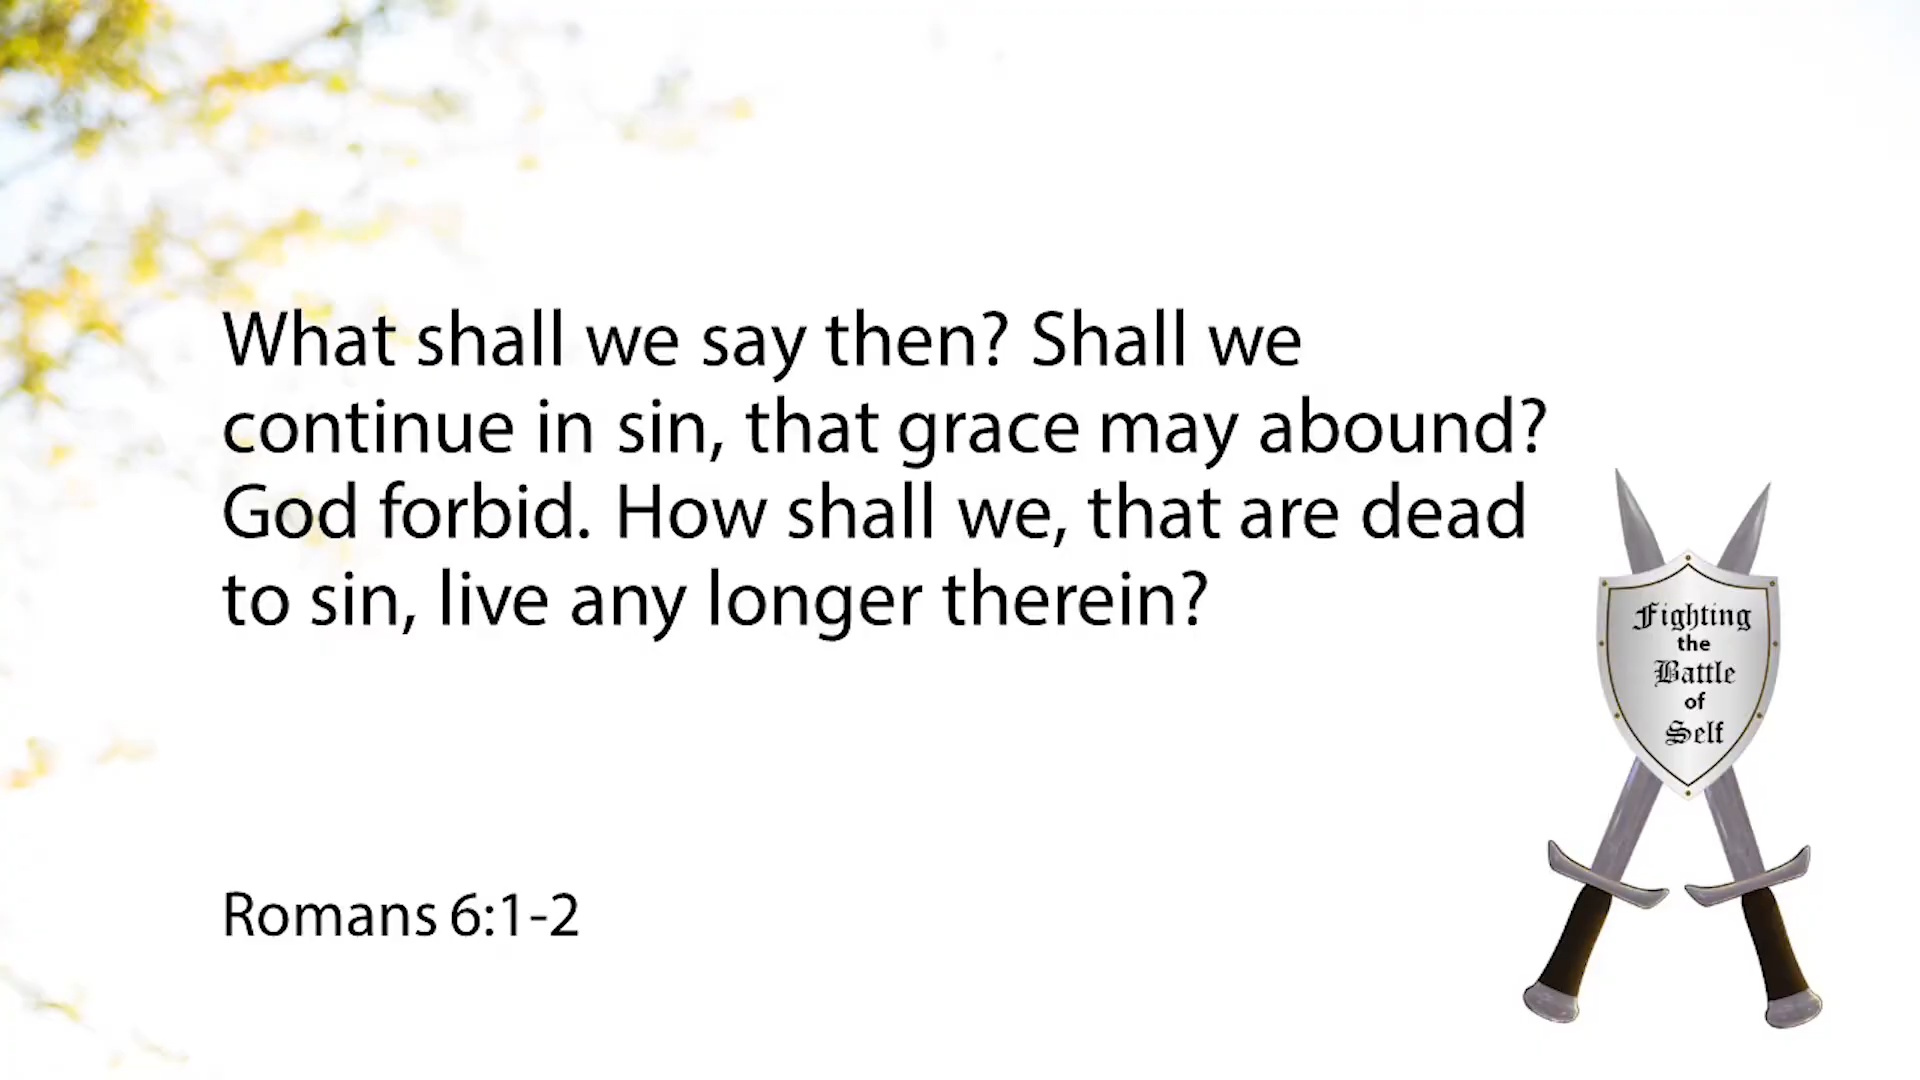 What shall we say then? Shall we
continue in sin, that grace may abound?
God forbid. How shall we, that are dead
to sin, live any longer therein?
Fighting
the
Battle
of
Self
Romans 6:1-2